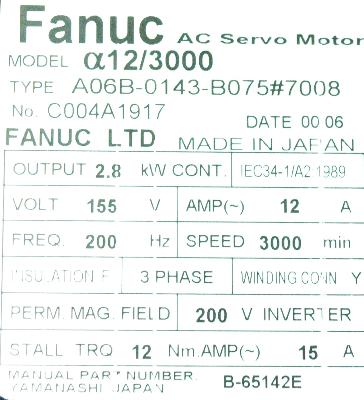 Fanuc AC Servo Motor
MODEL α12/3000
TYPE A06B-0143-B075#7008
No. C004A1917
DATE 00 06
FANUC LTD MADE IN JAPAN
OUTPUT 2.8 kW CONT. IEC34-1/A2 1989
VOLT 155 V AMP(~) 12 A
FREQ. 200 Hz SPEED 3000 min
INSULATION F 3 PHASE WINDING CONN Y
PERM. MAG. FIELD 200 V INVERTER
STALL TRQ 12 Nm. AMP(~) 15 A
MANUAL PART NUMBER. B-65142E
YAMANASHI JAPAN